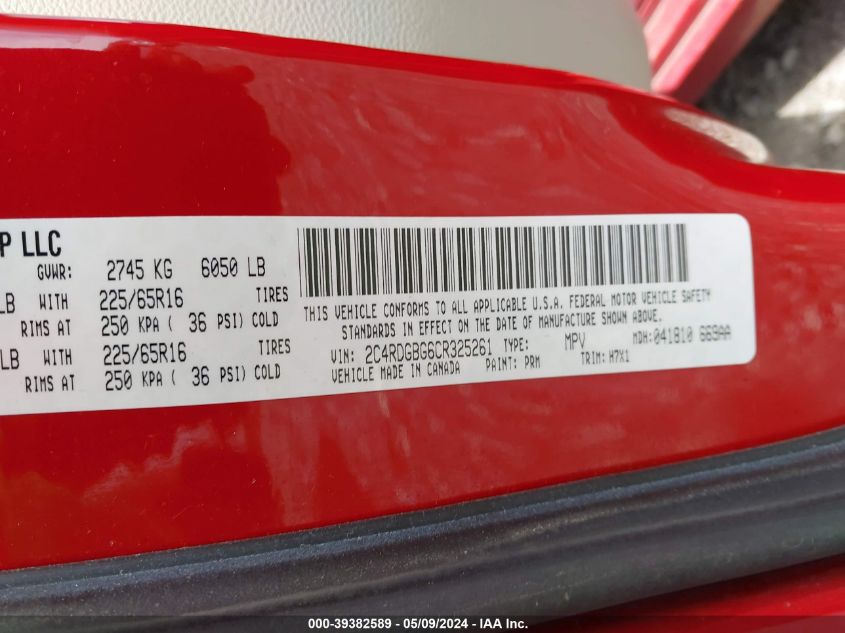 P LLC
GVWR: 2745 KG 6050 LB
LB WITH 225/65R16 TIRES
RIMS AT 250 KPA ( 36 PSI) COLD
LB WITH 225/65R16 TIRES
RIMS AT 250 KPA ( 36 PSI) COLD
THIS VEHICLE CONFORMS TO ALL APPLICABLE U.S.A. FEDERAL MOTOR VEHICLE SAFETY
STANDARDS IN EFFECT ON THE DATE OF MANUFACTURE SHOWN ABOVE.
VIN: 2C4RDGBG6CR325261 TYPE: MPV MDH:041810 669AA
VEHICLE MADE IN CANADA PAINT: PRM TRIM: H7X1
000-39382589 - 05/09/2024 - IAA Inc.